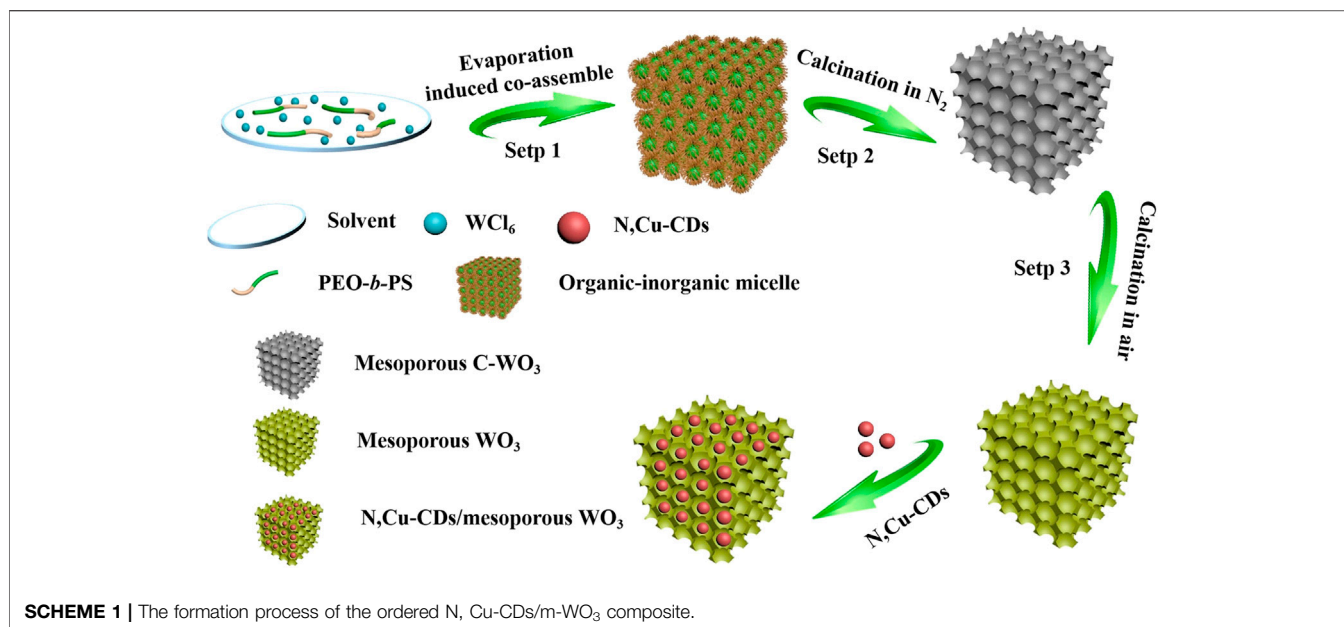 Evaporation
induced co-assemble
Setp 1
Calcination in N₂
Setp 2
Solvent
WCl₆
N,Cu-CDs
PEO-b-PS
Organic-inorganic micelle
Setp 3
Calcination in air
Mesoporous C-WO₃
Mesoporous WO₃
N,Cu-CDs/mesoporous WO₃
N,Cu-CDs
SCHEME 1 | The formation process of the ordered N, Cu-CDs/m-WO₃ composite.